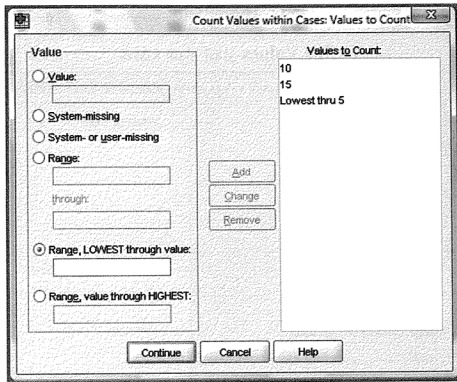 Count Values within Cases: Values to Count
Value
Value:
System-missing
System- or user-missing
Range:
through:
Range, LOWEST through value:
Range, value through HIGHEST:
Values to Count:
10
15
Lowest thru 5
Add
Change
Remove
Continue
Cancel
Help